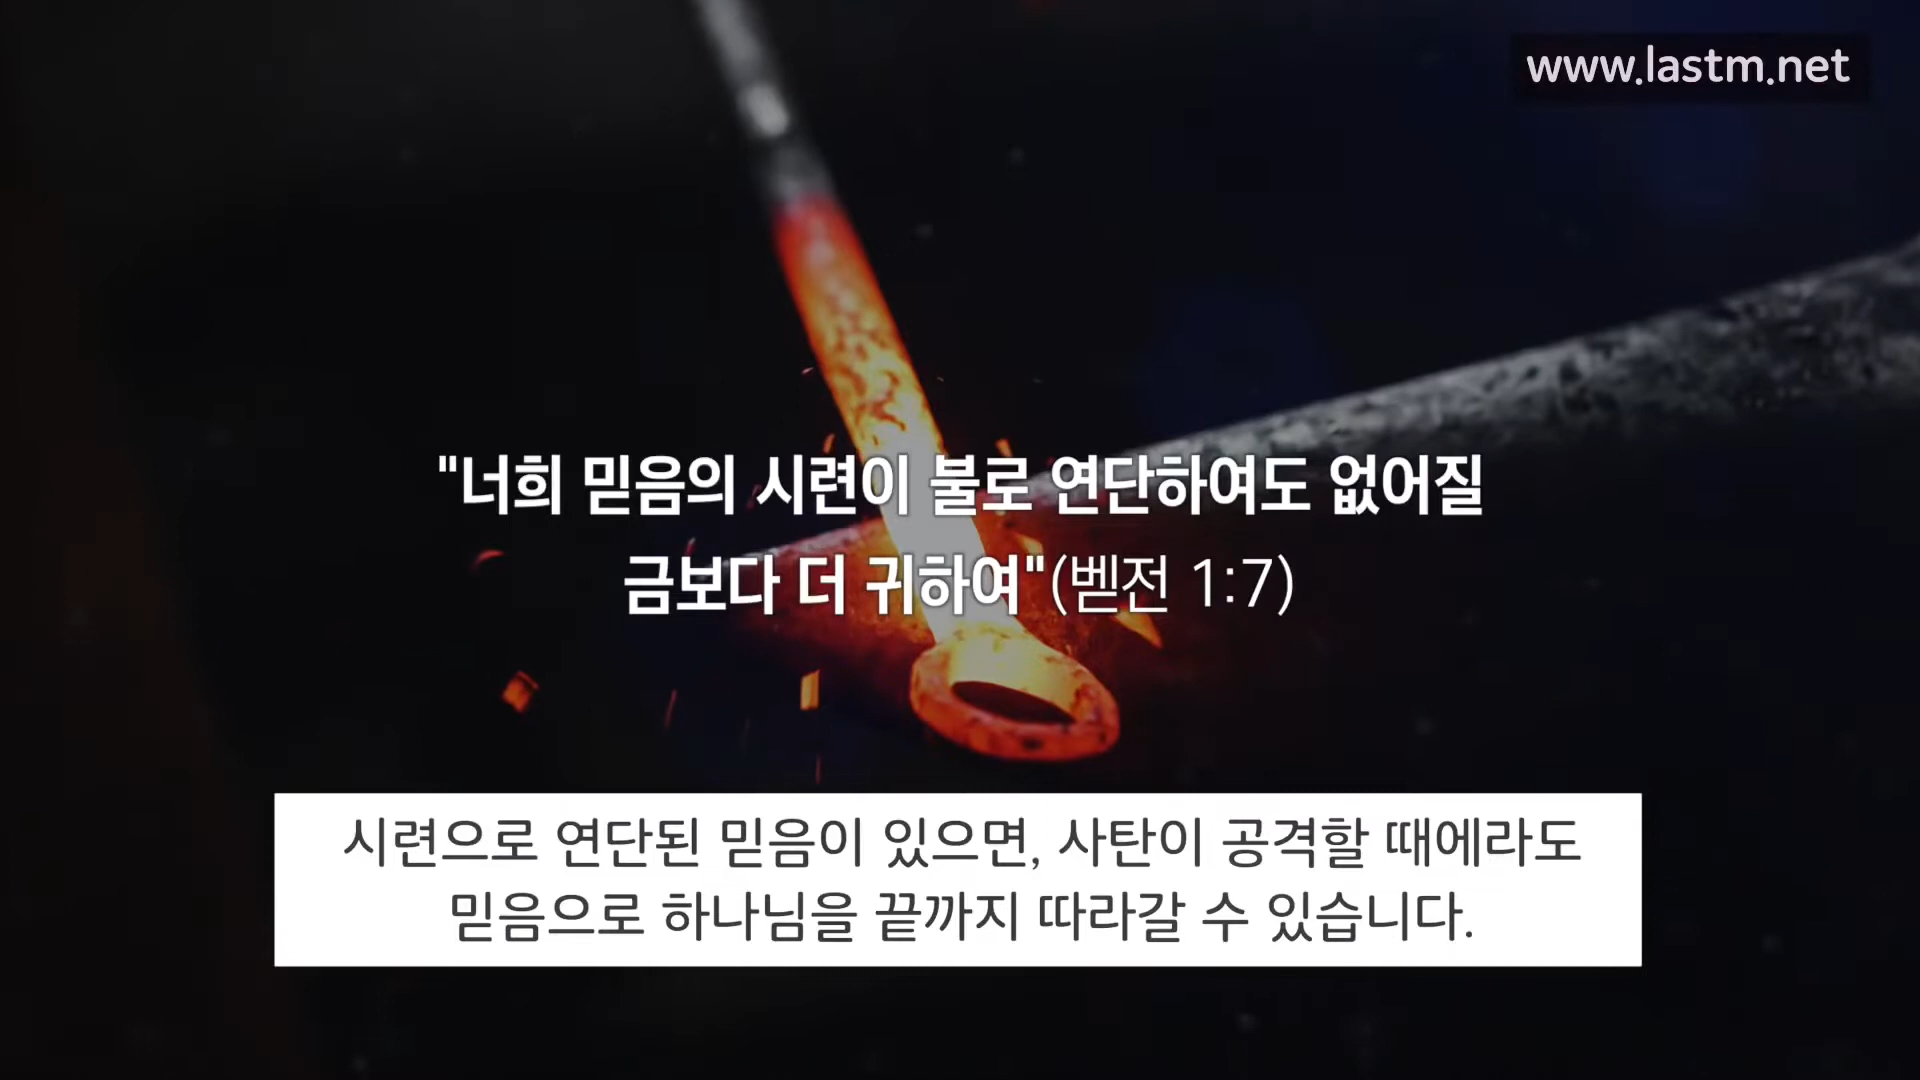 www.lastm.net
"너희 믿음의 시련이 불로 연단하여도 없어질
금보다 더 귀하여"(벧전 1:7)
시련으로 연단된 믿음이 있으면, 사탄이 공격할 때에라도
믿음으로 하나님을 끝까지 따라갈 수 있습니다.